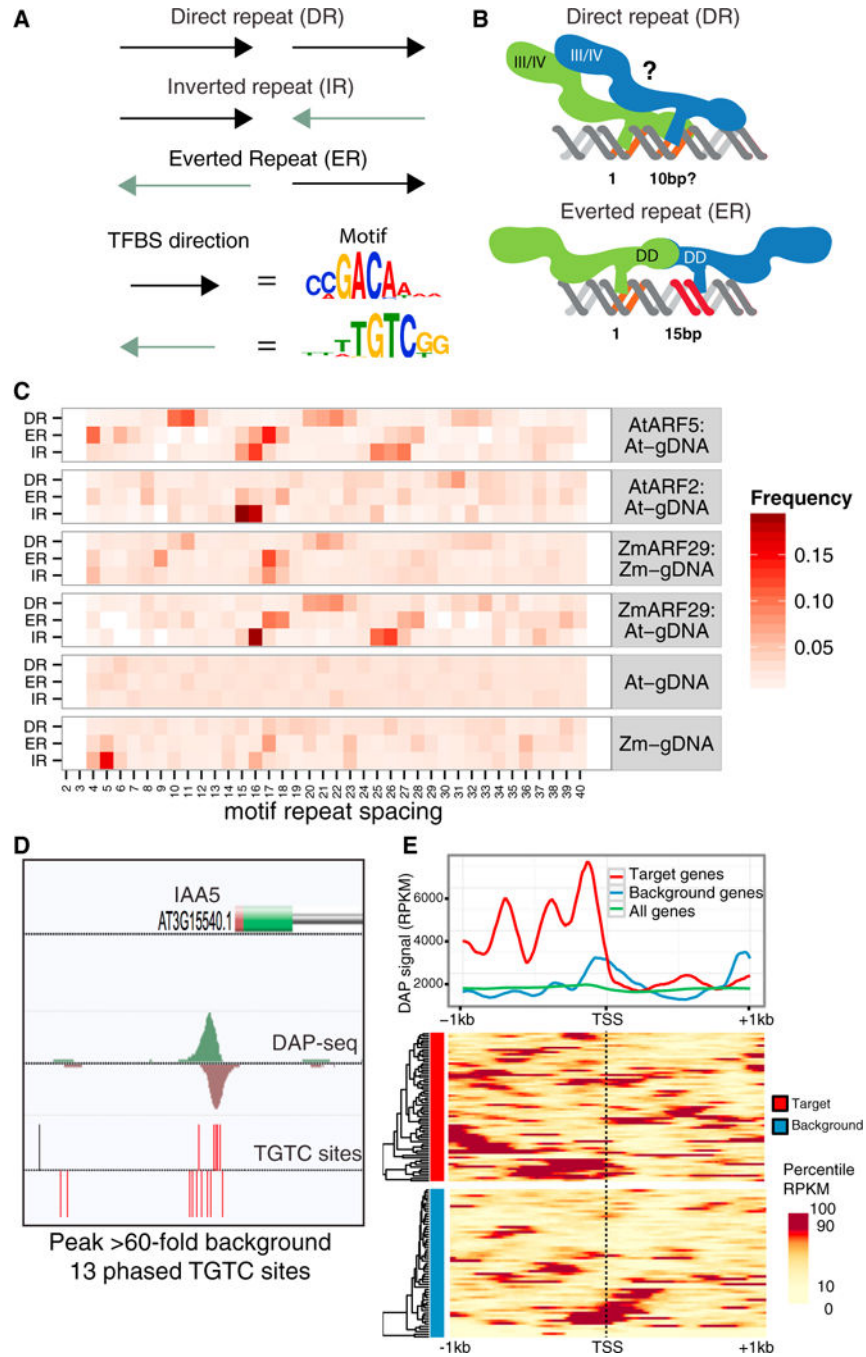 A
Direct repeat (DR)
Inverted repeat (IR)
Everted Repeat (ER)
TFBS direction
Motif
=
CCGACAA
=
TTGTCGG
B
Direct repeat (DR)
III/IV
III/IV
?
1
10bp?
Everted repeat (ER)
DD
DD
1
15bp
C
DR
ER
IR
AtARF5:
At-gDNA
DR
ER
IR
AtARF2:
At-gDNA
DR
ER
IR
ZmARF29:
Zm-gDNA
DR
ER
IR
ZmARF29:
At-gDNA
DR
ER
IR
At-gDNA
DR
ER
IR
Zm-gDNA
2 3 4 5 6 7 8 9 10 11 12 13 14 15 16 17 18 19 20 21 22 23 24 25 26 27 28 29 30 31 32 33 34 35 36 37 38 39 40
motif repeat spacing
Frequency
0.15
0.10
0.05
D
IAA5
AT3G15540.1
DAP-seq
TGTC sites
Peak >60-fold background
13 phased TGTC sites
E
DAP signal (RPKM)
6000
4000
2000
Target genes
Background genes
All genes
-1kb
TSS
+1kb
Target
Background
Percentile
RPKM
100
90
10
0
-1kb
TSS
+1kb